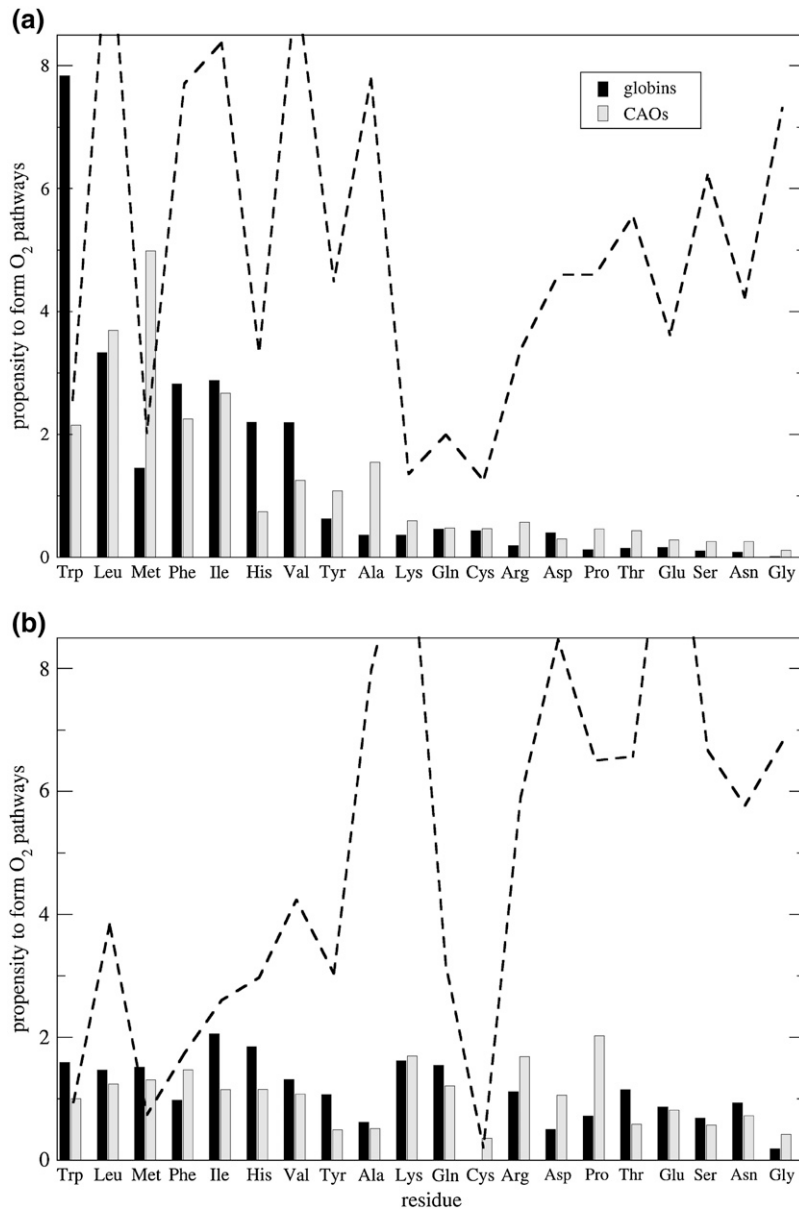 (a)
8
6
4
2
0
propensity to form O2 pathways
globins
CAOs
Trp Leu Met Phe Ile His Val Tyr Ala Lys Gln Cys Arg Asp Pro Thr Glu Ser Asn Gly
(b)
8
6
4
2
0
propensity to form O2 pathways
Trp Leu Met Phe Ile His Val Tyr Ala Lys Gln Cys Arg Asp Pro Thr Glu Ser Asn Gly
residue